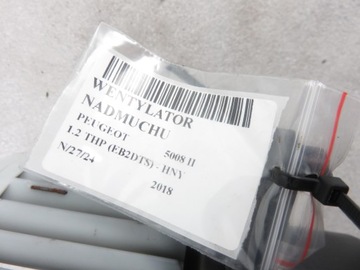 WENTYLATOR
NADMUCHU
PEUGEOT 5008 II
1.2 THP (EB2DTS) - HNY
N/27/24 2018